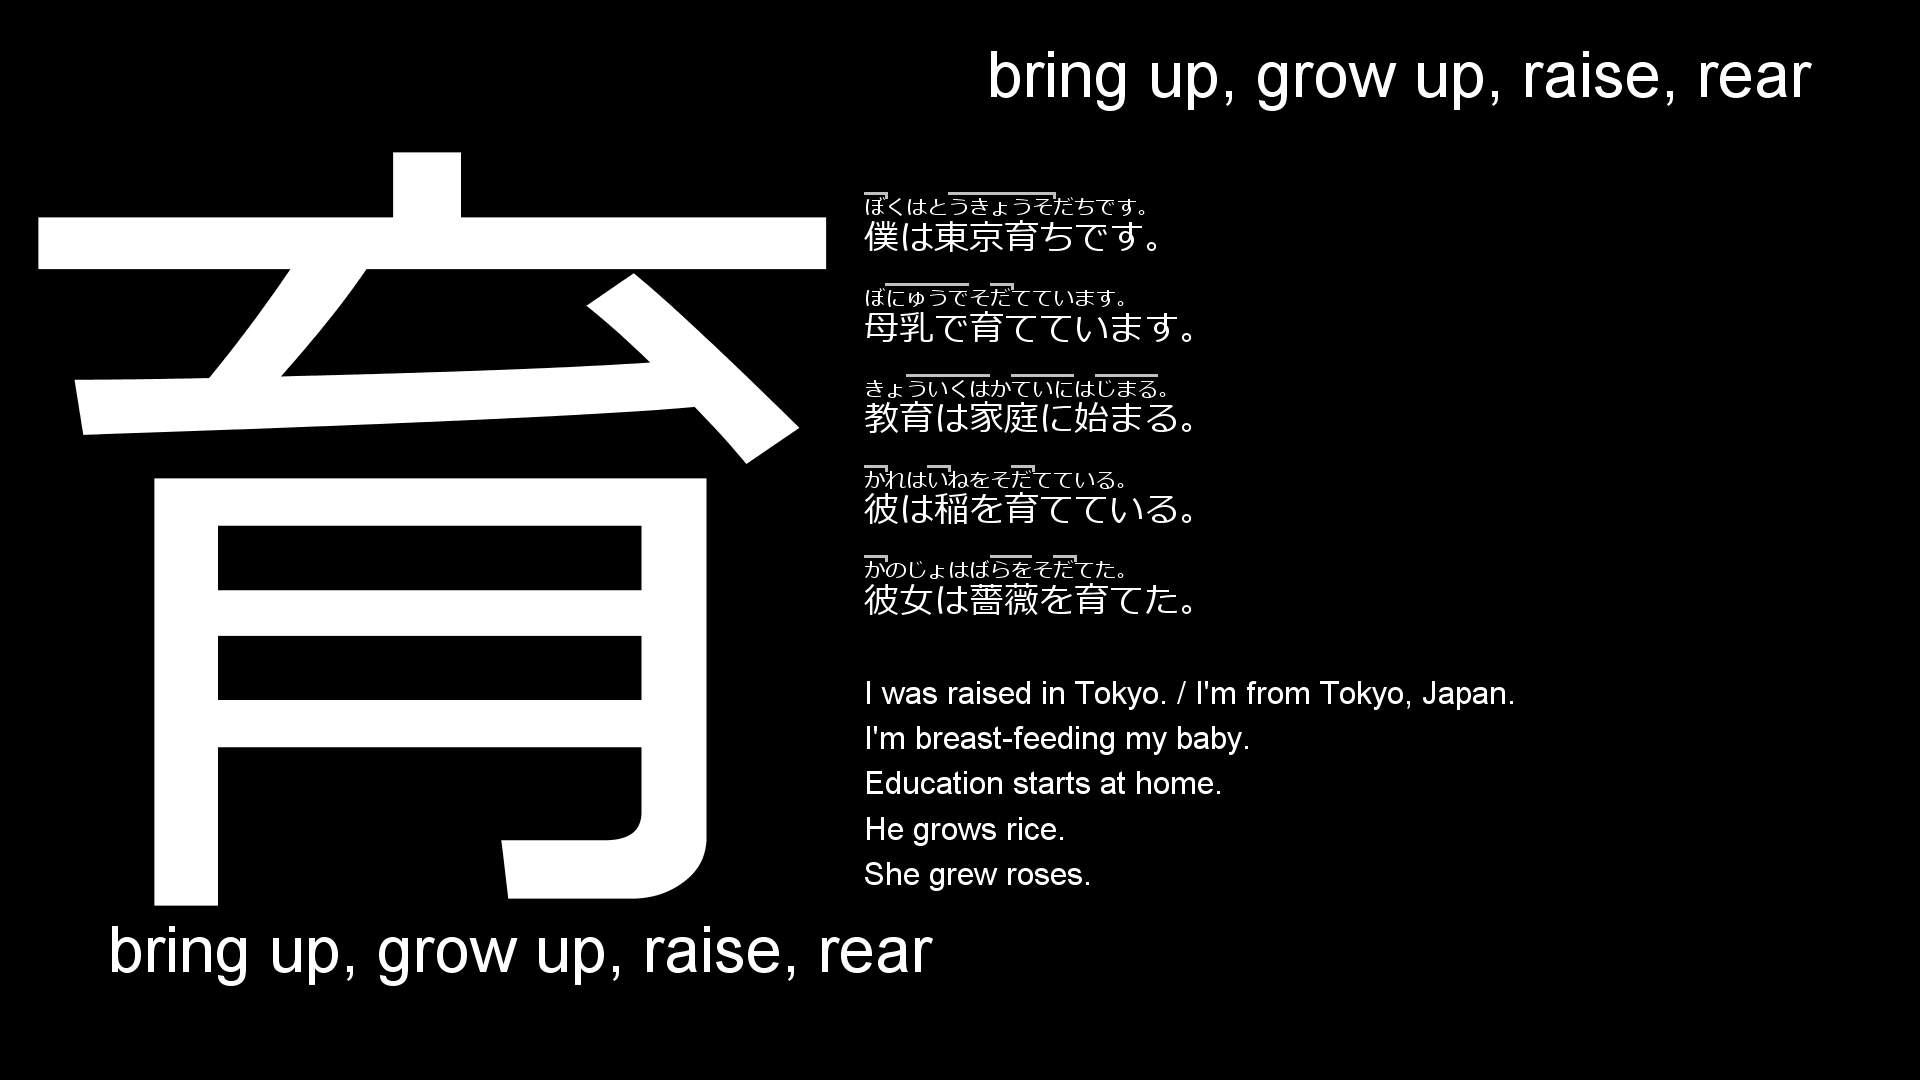 bring up, grow up, raise, rear
育
ぼくはとうきょうそだちです。
僕は東京育ちです。
ぼにゅうでそだてています。
母乳で育てています。
きょういくはかていにはじまる。
教育は家庭に始まる。
かれはいねをそだてている。
彼は稲を育てている。
かのじょはばらをそだてた。
彼女は薔薇を育てた。
I was raised in Tokyo. / I'm from Tokyo, Japan.
I'm breast-feeding my baby.
Education starts at home.
He grows rice.
She grew roses.
bring up, grow up, raise, rear